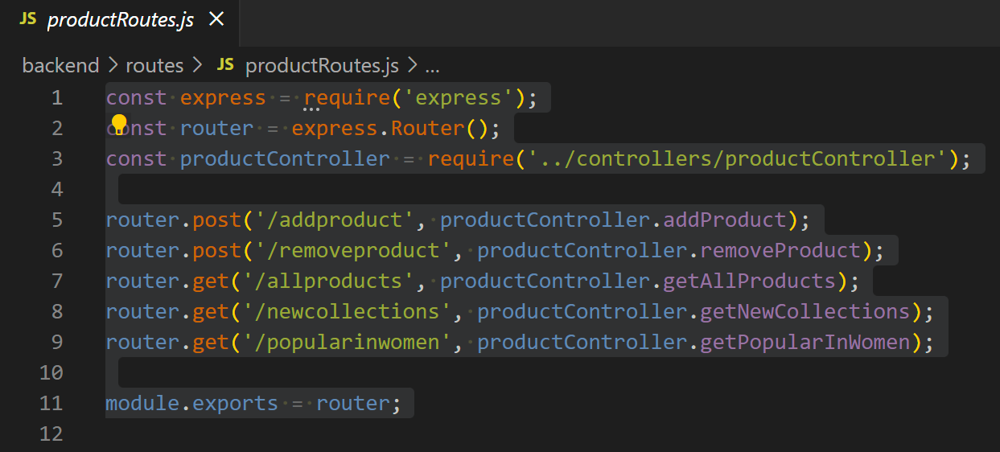 JS productRoutes.js ×
backend > routes > JS productRoutes.js > ...
1 const express = require('express');
2 const router = express.Router();
3 const productController = require('../controllers/productController');
4
5 router.post('/addproduct', productController.addProduct);
6 router.post('/removeproduct', productController.removeProduct);
7 router.get('/allproducts', productController.getAllProducts);
8 router.get('/newcollections', productController.getNewCollections);
9 router.get('/popularinwomen', productController.getPopularInWomen);
10
11 module.exports = router;
12